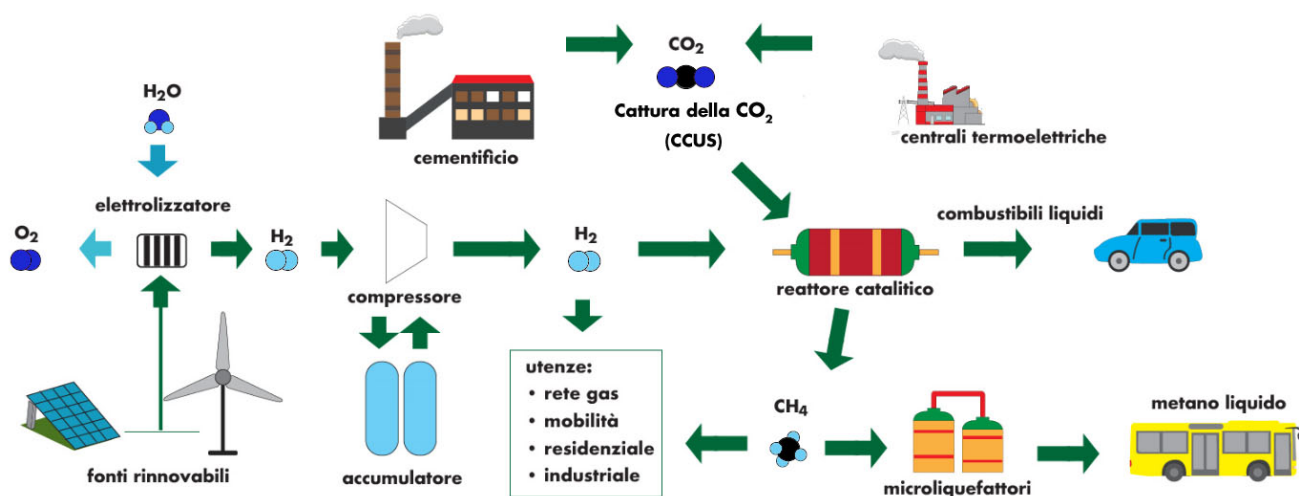 CO₂
Cattura della CO₂
(CCUS)
cementificio
centrali termoelettriche
H₂O
elettrolizzatore
O₂
H₂
compressore
H₂
reattore catalitico
combustibili liquidi
fonti rinnovabili
accumulatore
utenze:
• rete gas
• mobilità
• residenziale
• industriale
CH₄
microliquefattori
metano liquido